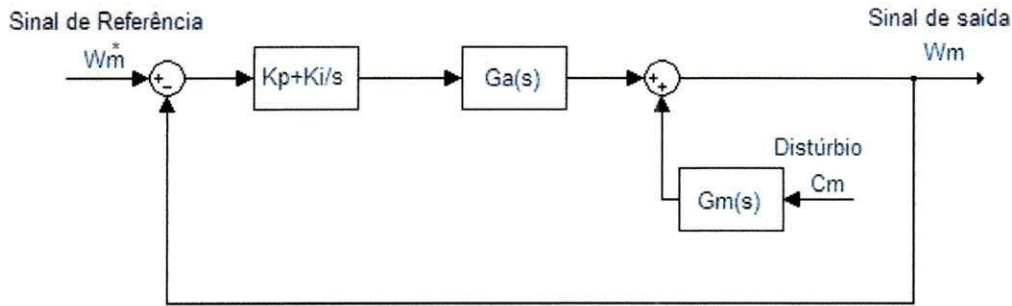 Sinal de Referência
Wm*
Sinal de saída
Wm
+
−
Kp+Ki/s
Ga(s)
+
+
Distúrbio
Cm
Gm(s)